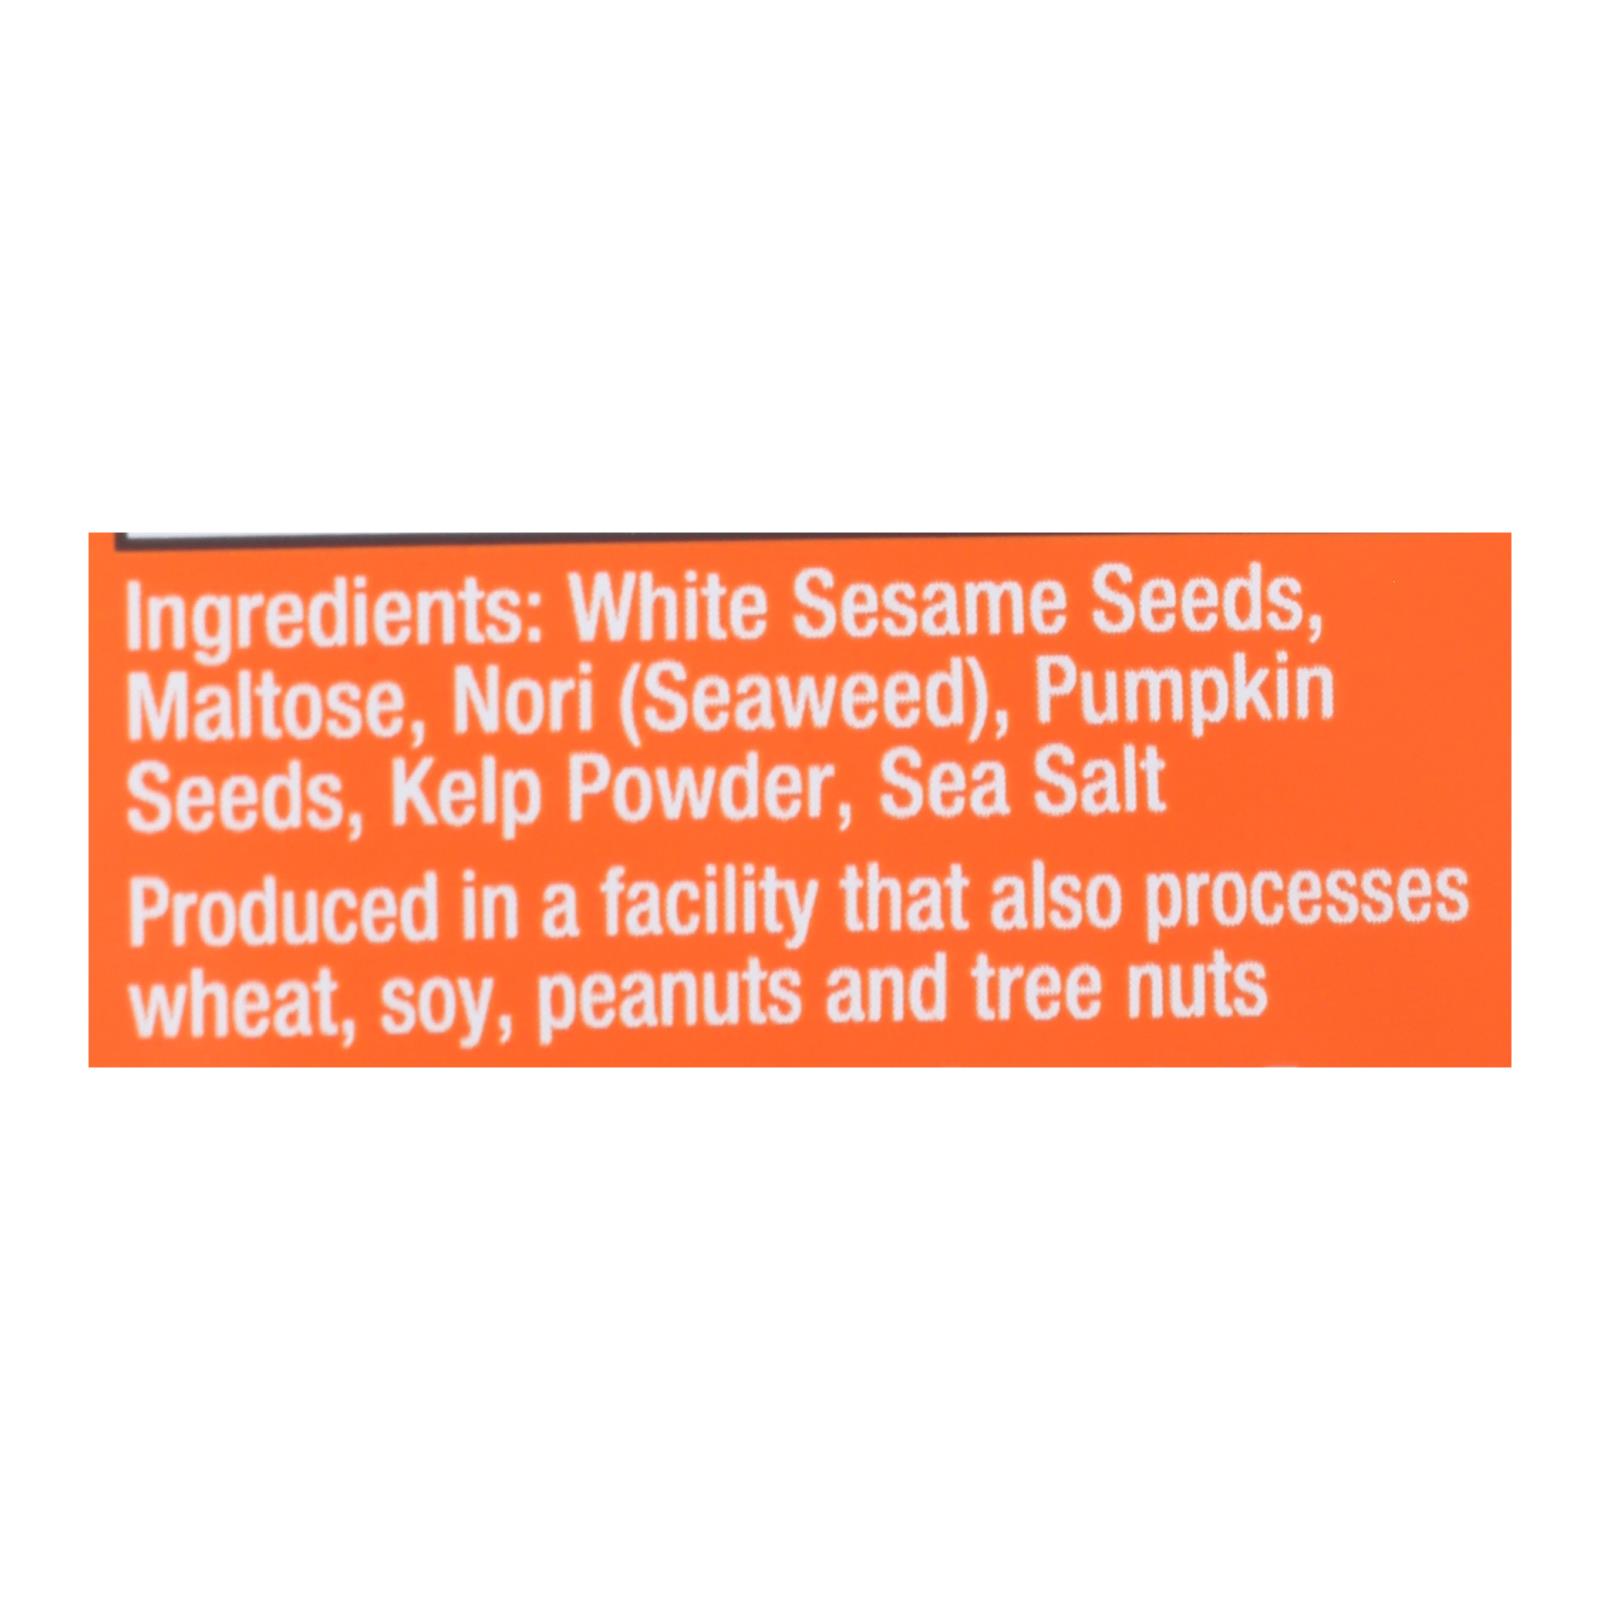 Ingredients: White Sesame Seeds,
Maltose, Nori (Seaweed), Pumpkin
Seeds, Kelp Powder, Sea Salt
Produced in a facility that also processes
wheat, soy, peanuts and tree nuts